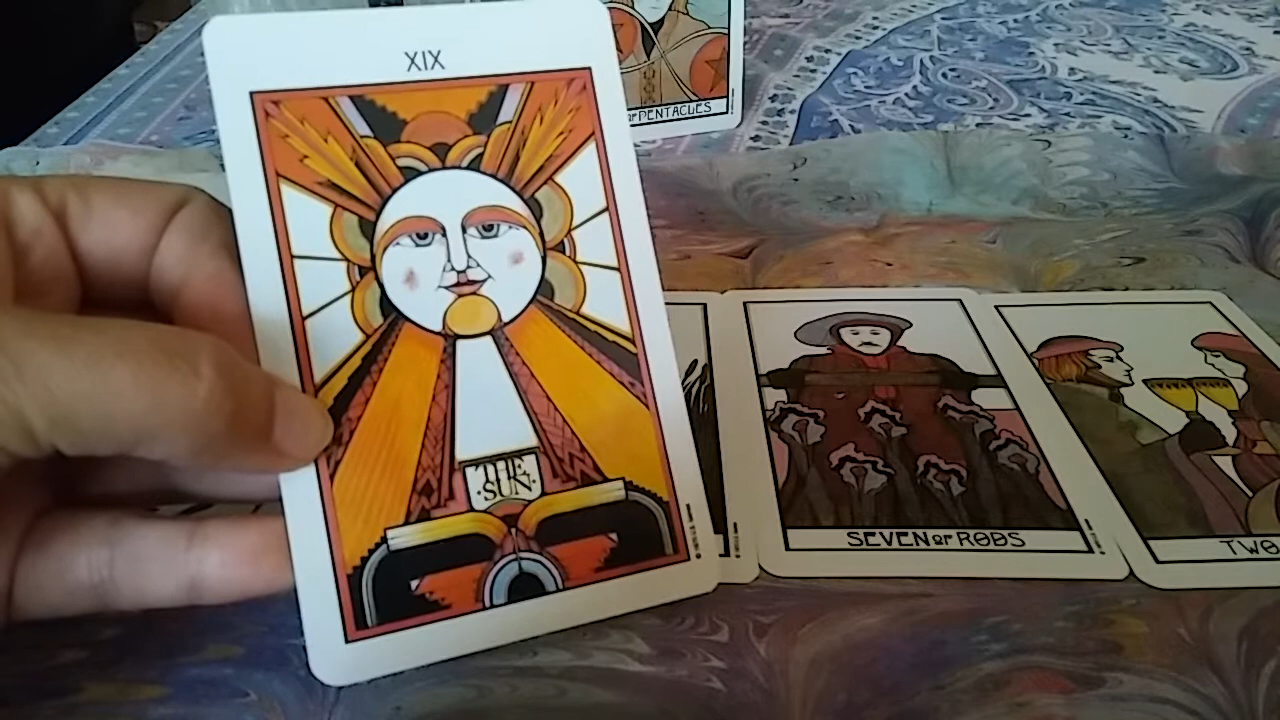 XIX
OF PENTACLES
THE
SUN
SEVEN OF RODS
TWO